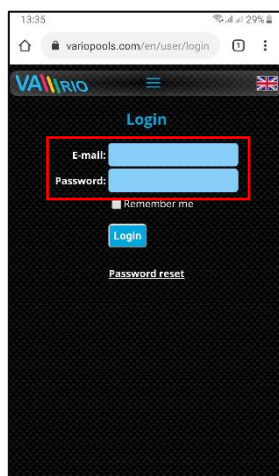 13:35 29%
variopools.com/en/user/login 1
VARIO
Login
E-mail:
Password:
Remember me
Login
Password reset